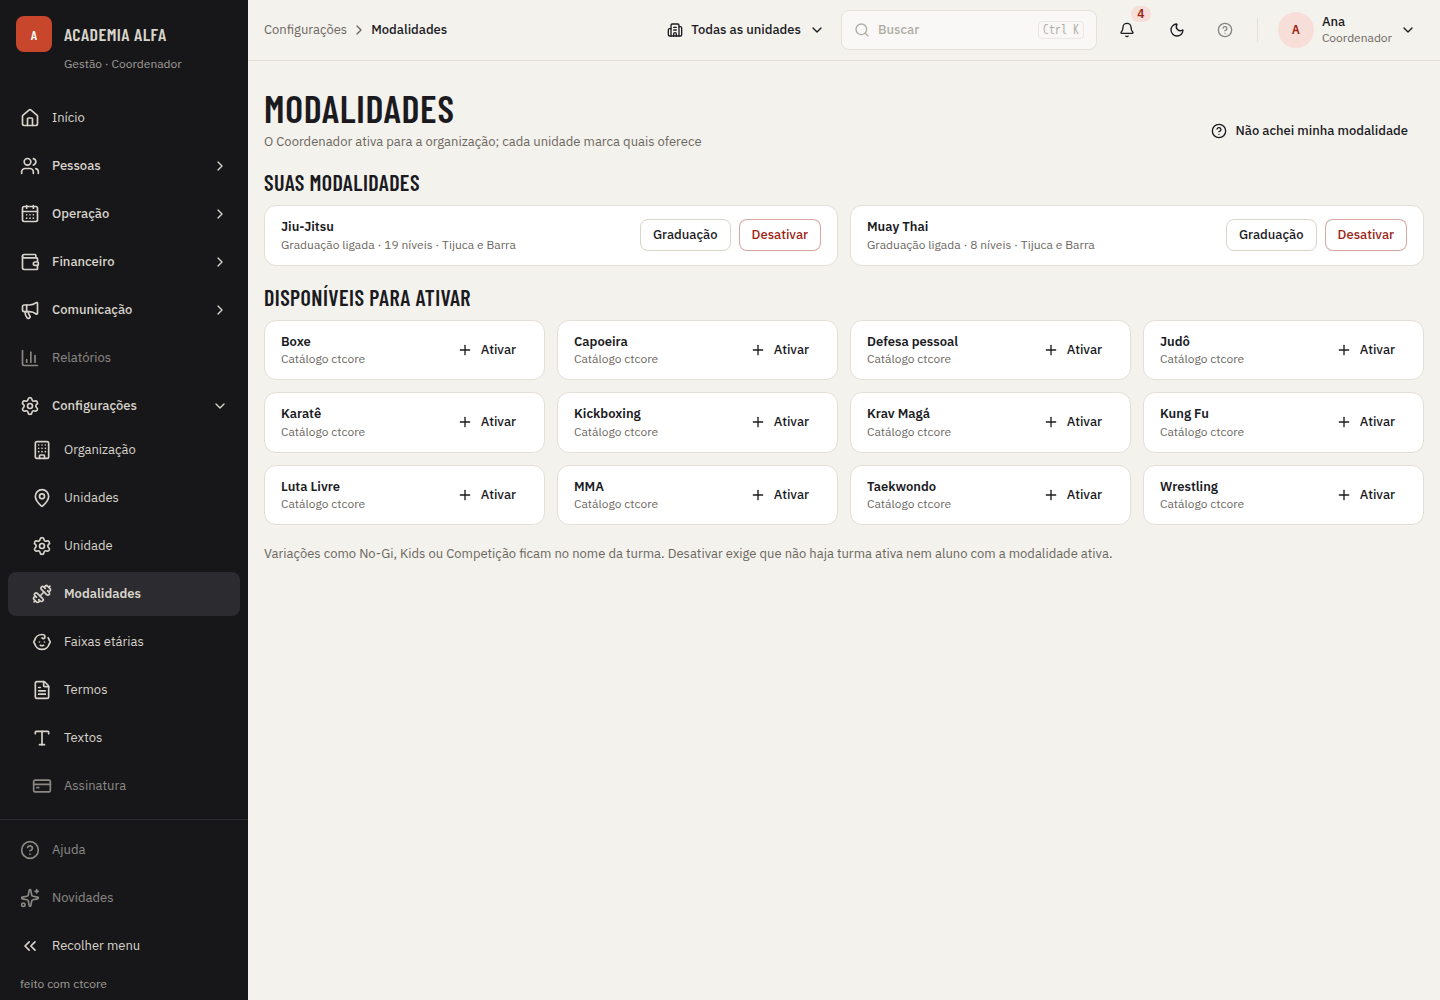 A
ACADEMIA ALFA
Gestão · Coordenador
Início
Pessoas
Operação
Financeiro
Comunicação
Relatórios
Configurações
Organização
Unidades
Unidade
Modalidades
Faixas etárias
Termos
Textos
Assinatura
Ajuda
Novidades
Recolher menu
feito com ctcore
Configurações > Modalidades
Todas as unidades
Buscar
Ctrl K
4
A
Ana
Coordenador
MODALIDADES
O Coordenador ativa para a organização; cada unidade marca quais oferece
Não achei minha modalidade
SUAS MODALIDADES
Jiu-Jitsu
Graduação ligada · 19 níveis · Tijuca e Barra
Graduação
Desativar
Muay Thai
Graduação ligada · 8 níveis · Tijuca e Barra
Graduação
Desativar
DISPONÍVEIS PARA ATIVAR
Boxe
Catálogo ctcore
+ Ativar
Capoeira
Catálogo ctcore
+ Ativar
Defesa pessoal
Catálogo ctcore
+ Ativar
Judô
Catálogo ctcore
+ Ativar
Karatê
Catálogo ctcore
+ Ativar
Kickboxing
Catálogo ctcore
+ Ativar
Krav Magá
Catálogo ctcore
+ Ativar
Kung Fu
Catálogo ctcore
+ Ativar
Luta Livre
Catálogo ctcore
+ Ativar
MMA
Catálogo ctcore
+ Ativar
Taekwondo
Catálogo ctcore
+ Ativar
Wrestling
Catálogo ctcore
+ Ativar
Variações como No-Gi, Kids ou Competição ficam no nome da turma. Desativar exige que não haja turma ativa nem aluno com a modalidade ativa.